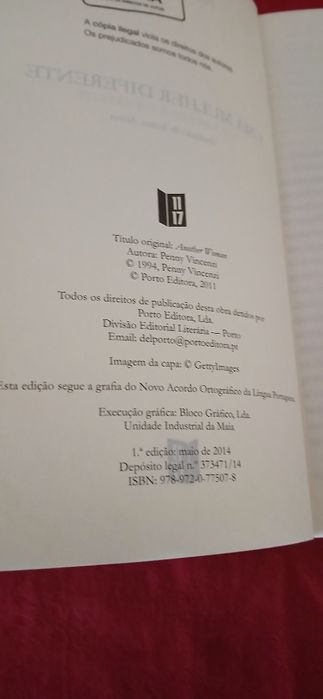 A cópia ilegal viola os direitos dos autores.
Os prejudicados somos todos nós.
UMA MULHER DIFERENTE
11
17
Título original: Another Woman
Autora: Penny Vincenzi
© 1994, Penny Vincenzi
© Porto Editora, 2011
Todos os direitos de publicação desta obra detidos por
Porto Editora, Lda.
Divisão Editorial Literária — Porto
Email: delporto@portoeditora.pt
Imagem da capa: © GettyImages
Esta edição segue a grafia do Novo Acordo Ortográfico da Língua Portuguesa.
Execução gráfica: Bloco Gráfico, Lda.
Unidade Industrial da Maia
1.ª edição: maio de 2014
Depósito legal n.º 373471/14
ISBN: 978-972-0-77507-8